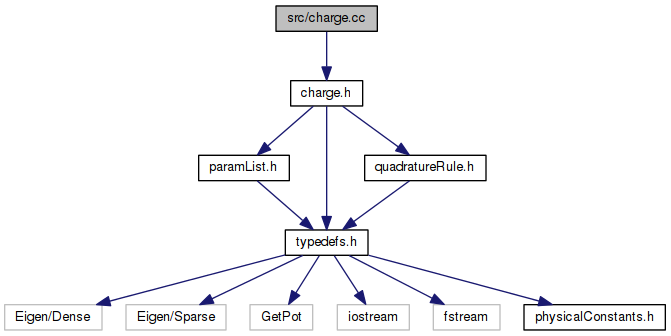 src/charge.cc
charge.h
paramList.h
quadratureRule.h
typedefs.h
Eigen/Dense
Eigen/Sparse
GetPot
iostream
fstream
physicalConstants.h